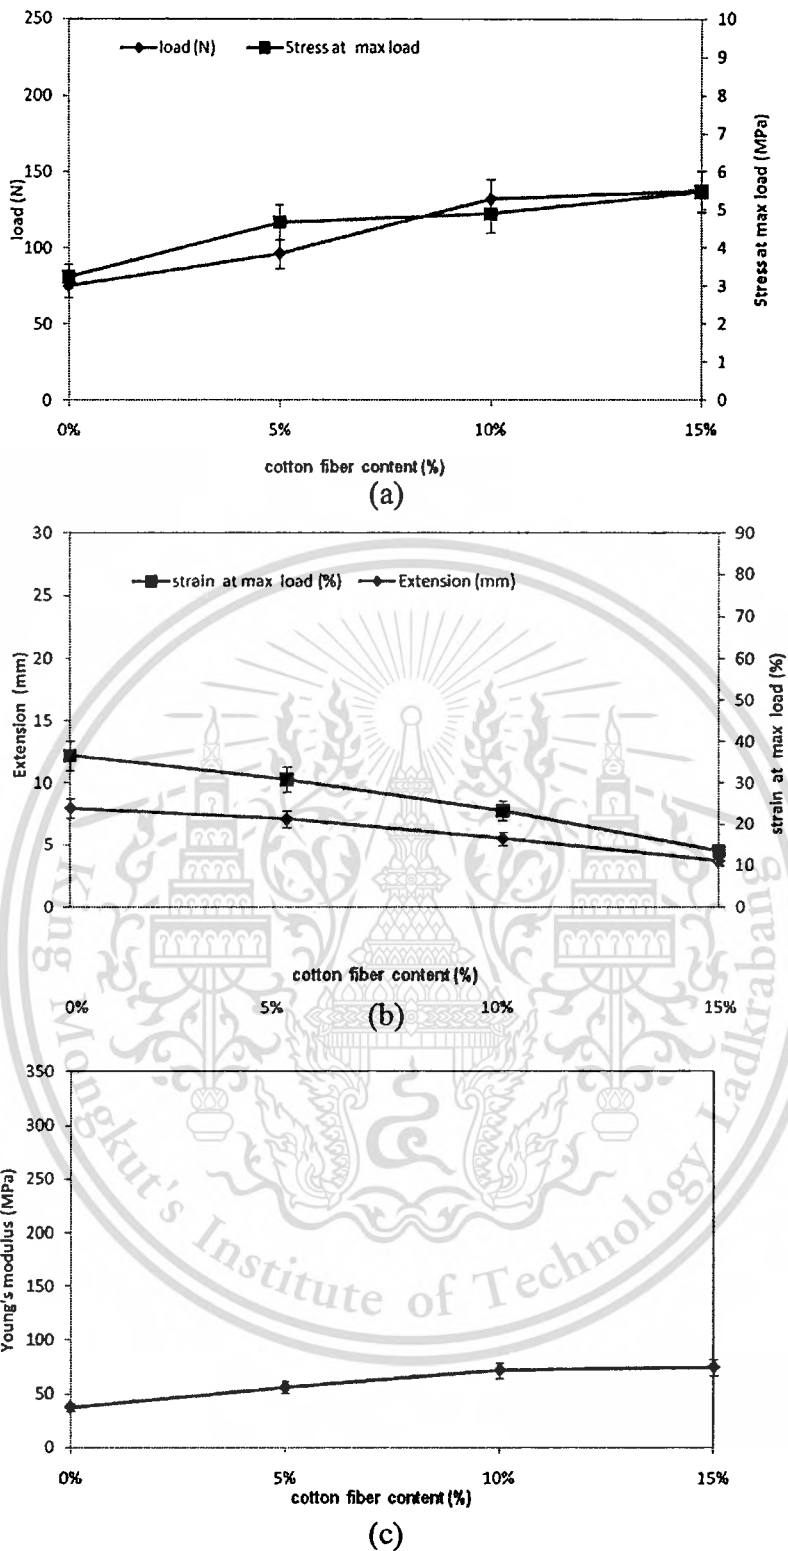 load (N) Stress at max load
250
200
150
100
50
0
10
9
8
7
6
5
4
3
2
1
0
load (N)
Stress at max load (MPa)
0% 5% 10% 15%
cotton fiber content (%)
(a)
strain at max load (%) Extension (mm)
30
25
20
15
10
5
0
90
80
70
60
50
40
30
20
10
0
Extension (mm)
strain at max load (%)
cotton fiber content (%)
0% 5% 10% 15%
(b)
350
300
250
200
150
100
50
0
Young's modulus (MPa)
0% 5% 10% 15%
cotton fiber content (%)
(c)
King Mongkut's Institute of Technology Ladkrabang